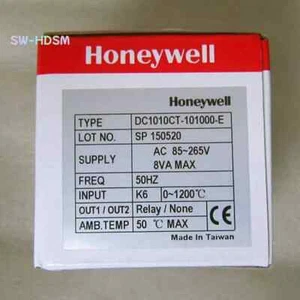 SW-HDSM
Honeywell
Honeywell
TYPE DC1010CT-101000-E
LOT NO. SP 150520
SUPPLY AC 85~265V
8VA MAX
FREQ 50HZ
INPUT K6 0~1200℃
OUT1 / OUT2 Relay / None
AMB.TEMP 50 ℃ MAX
CE
Made In Taiwan